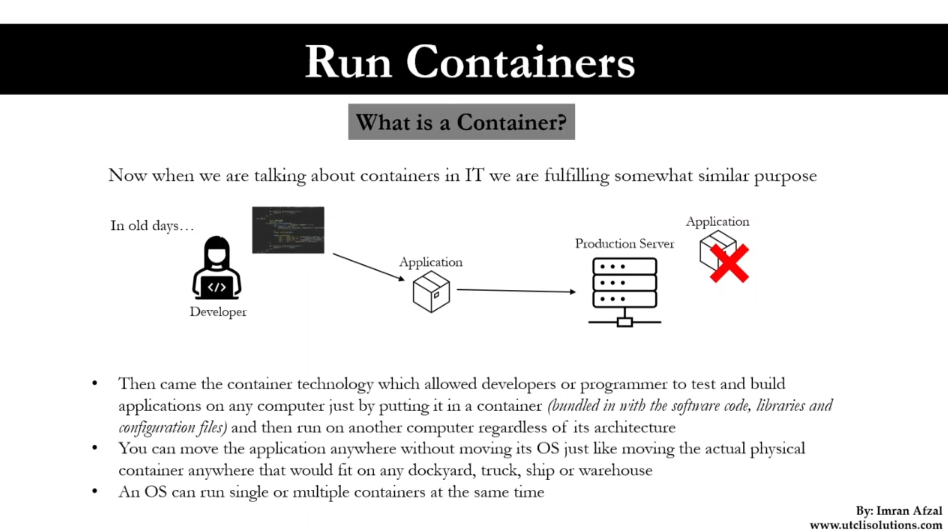 Run Containers
What is a Container?
Now when we are talking about containers in IT we are fulfilling somewhat similar purpose
In old days…
Developer
Application
Production Server
Application
• Then came the container technology which allowed developers or programmer to test and build
applications on any computer just by putting it in a container (bundled in with the software code, libraries and
configuration files) and then run on another computer regardless of its architecture
• You can move the application anywhere without moving its OS just like moving the actual physical
container anywhere that would fit on any dockyard, truck, ship or warehouse
• An OS can run single or multiple containers at the same time
By: Imran Afzal
www.utclisolutions.com